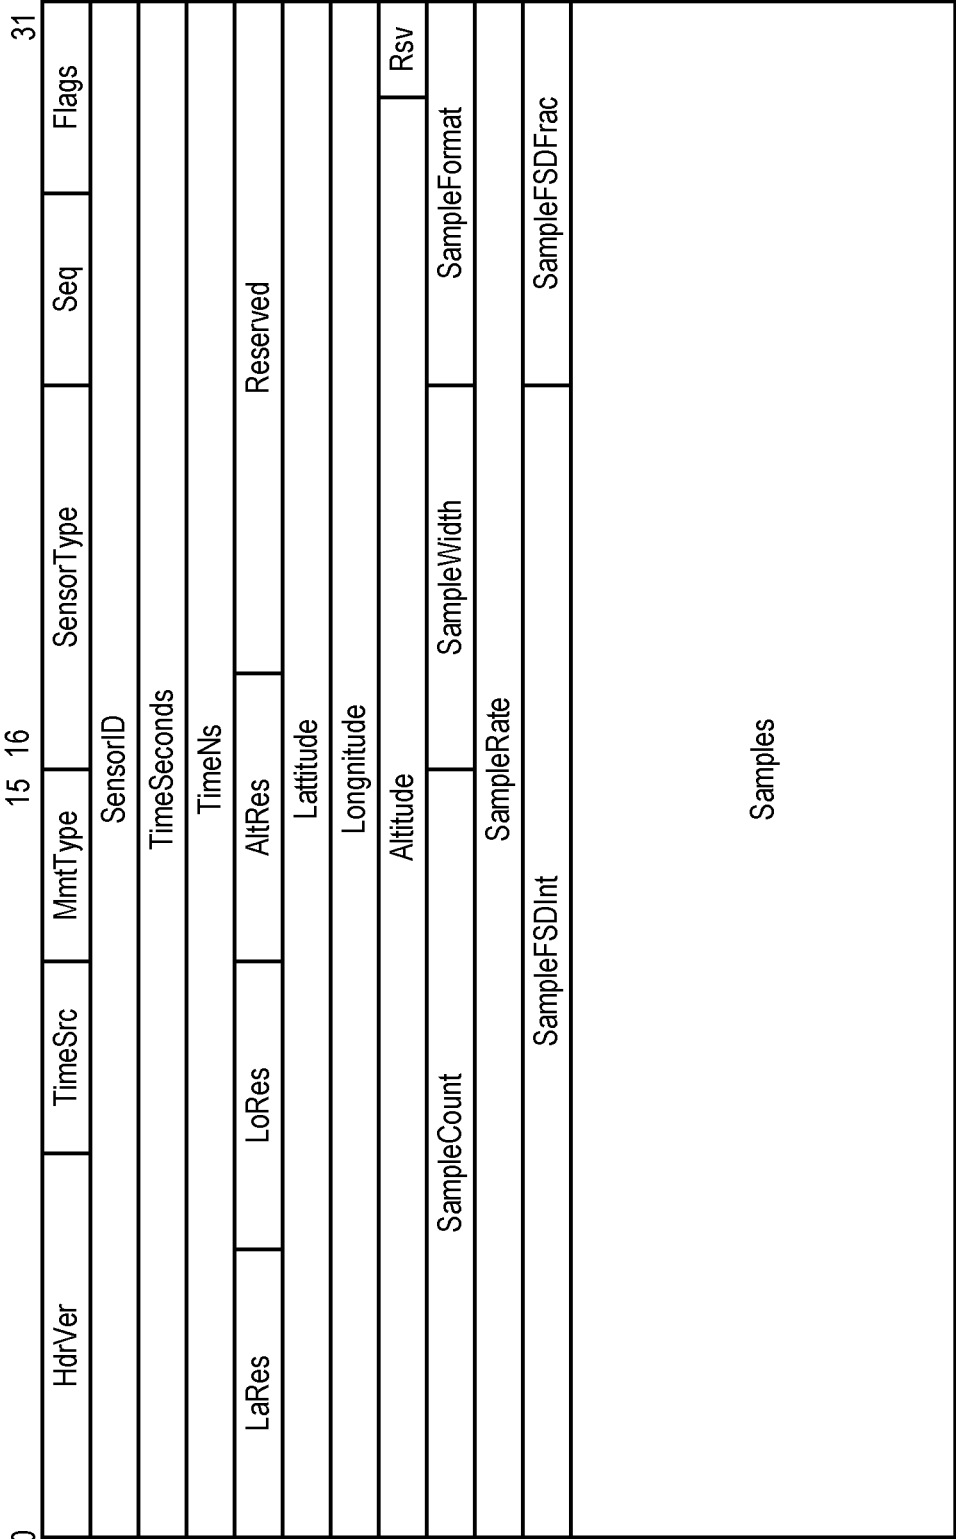 0 15 16 31
HdrVer TimeSrc MmtType SensorType Seq Flags
SensorID
TimeSeconds
TimeNs
LaRes LoRes AltRes Reserved
Lattitude
Longnitude
Altitude Rsv
SampleCount SampleWidth SampleFormat
SampleRate
SampleFSDInt SampleFSDFrac
Samples